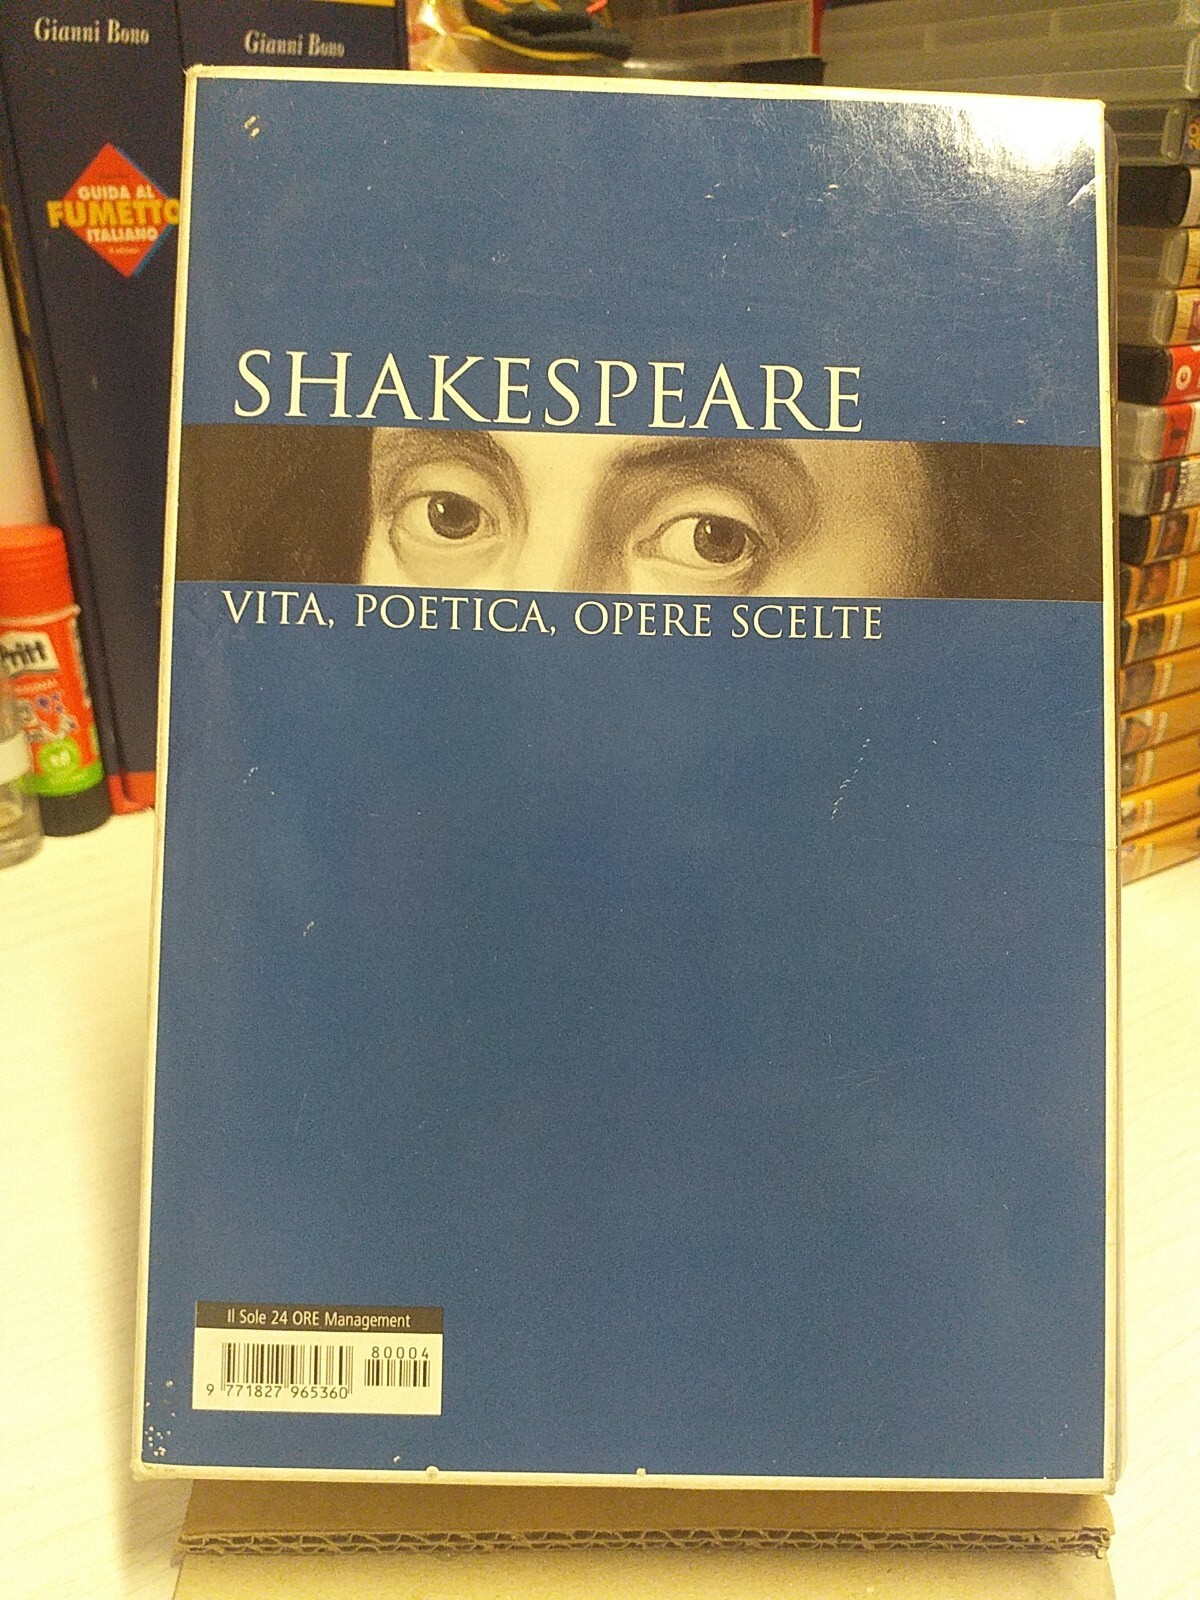 Gianni Bono
Gianni Bono
GUIDA AL
FUMETTO
ITALIANO
SHAKESPEARE
VITA, POETICA, OPERE SCELTE
Pritt
Il Sole 24 ORE Management
80004
9 771827 965360